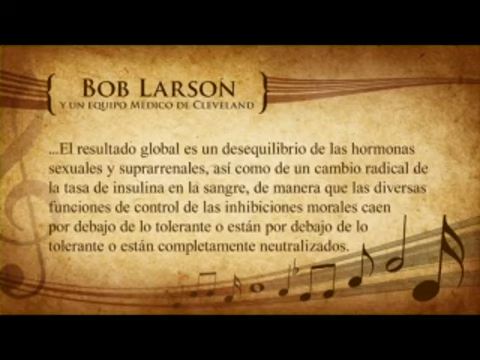 BOB LARSON
Y UN EQUIPO MÉDICO DE CLEVELAND
...El resultado global es un desequilibrio de las hormonas
sexuales y suprarrenales, así como de un cambio radical de
la tasa de insulina en la sangre, de manera que las diversas
funciones de control de las inhibiciones morales caen
por debajo de lo tolerante o están por debajo de lo
tolerante o están completamente neutralizados.